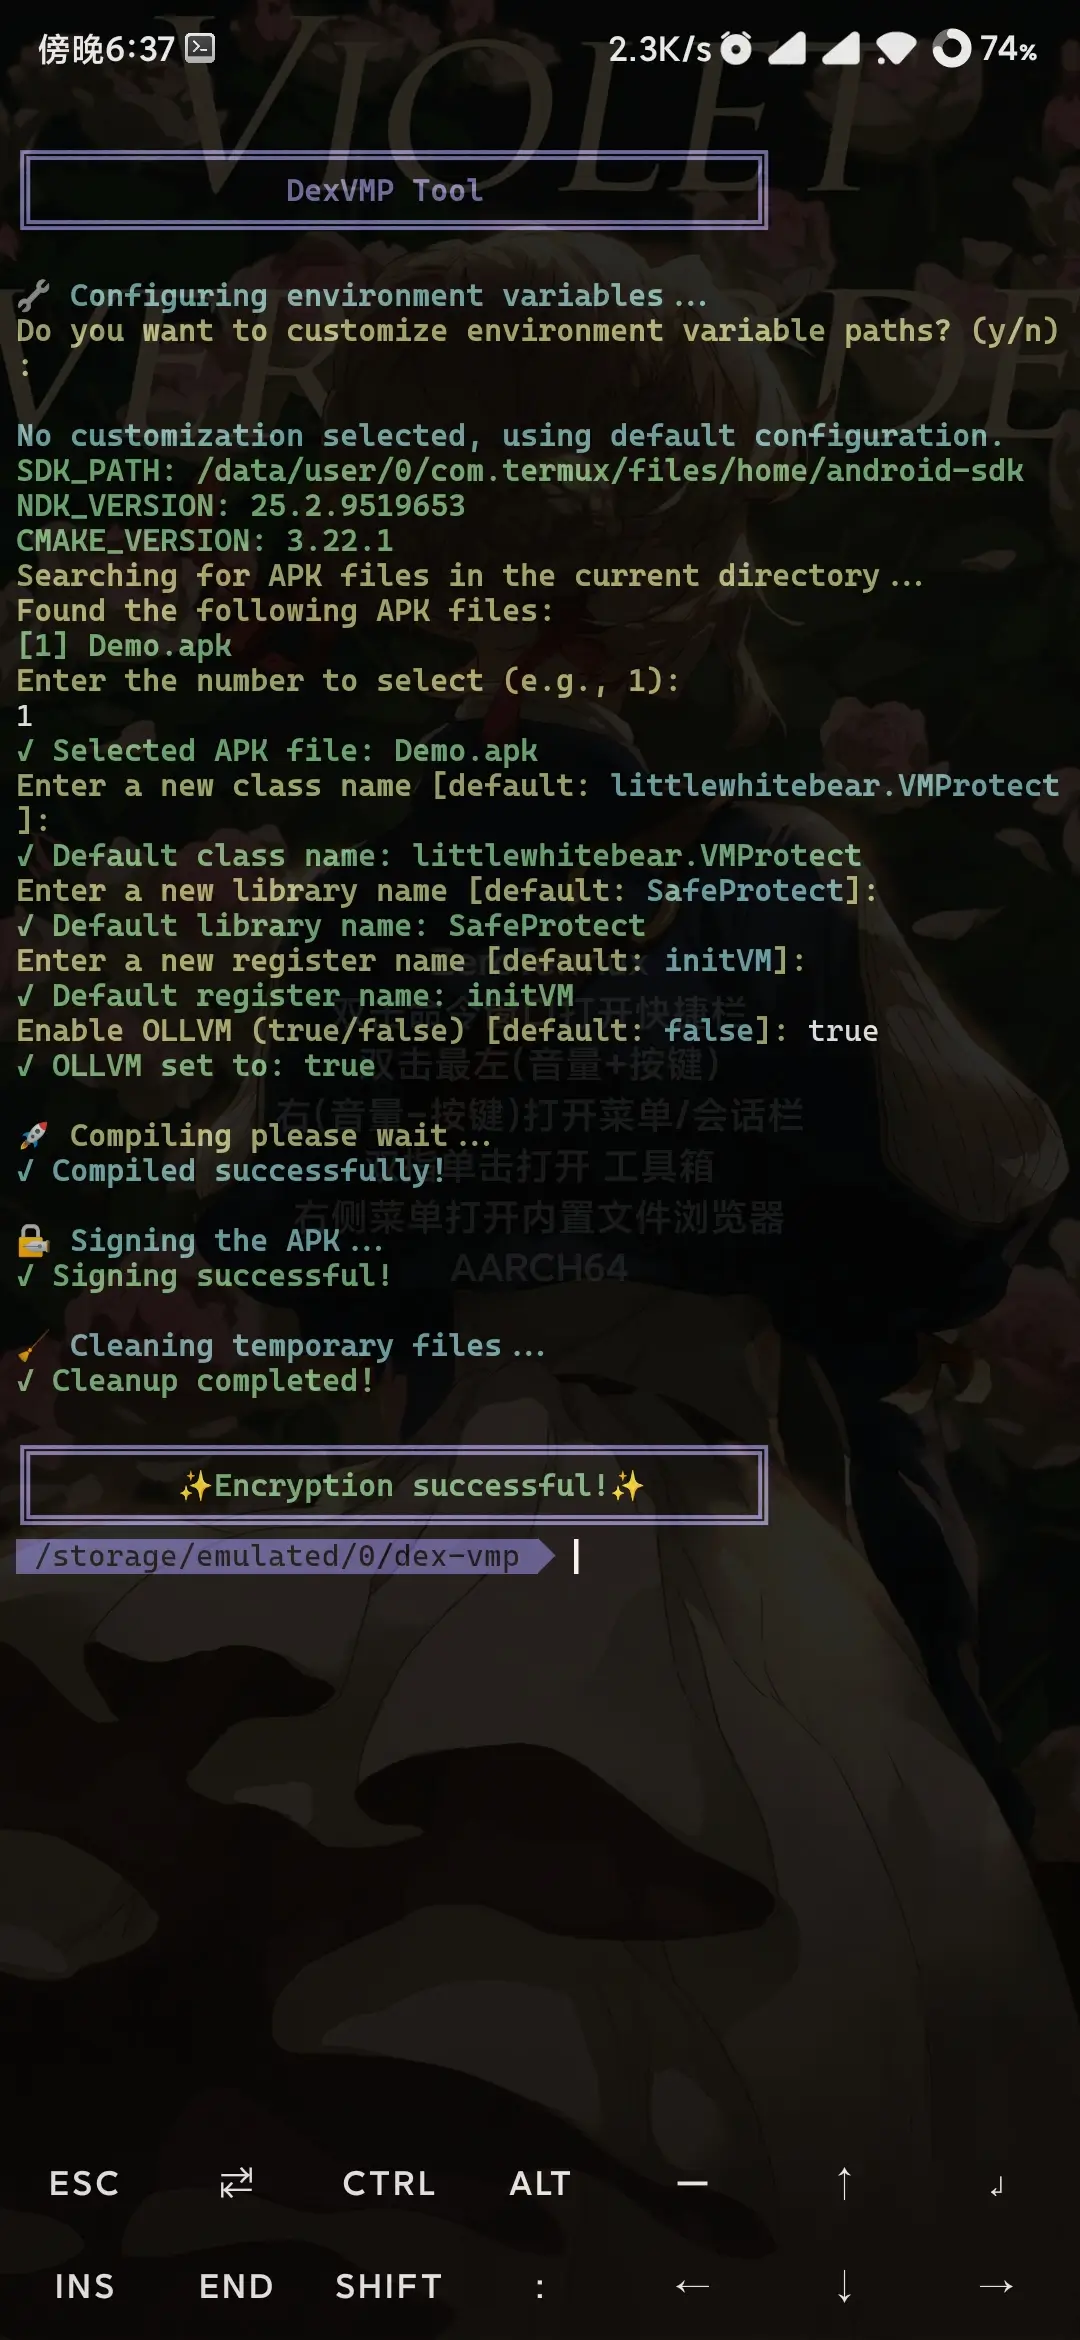 傍晚6:37
2.3K/s 74%
VIOLET
DexVMP Tool
🔧 Configuring environment variables...
Do you want to customize environment variable paths? (y/n)
:
No customization selected, using default configuration.
SDK_PATH: /data/user/0/com.termux/files/home/android-sdk
NDK_VERSION: 25.2.9519653
CMAKE_VERSION: 3.22.1
Searching for APK files in the current directory...
Found the following APK files:
[1] Demo.apk
Enter the number to select (e.g., 1):
1
✓ Selected APK file: Demo.apk
Enter a new class name [default: littlewhitebear.VMProtect
]:
✓ Default class name: littlewhitebear.VMProtect
Enter a new library name [default: SafeProtect]:
✓ Default library name: SafeProtect
Enter a new register name [default: initVM]:
✓ Default register name: initVM
打开快捷栏
Enable OLLVM (true/false) [default: false]: true
✓ OLLVM set to: true
双击最左(音量+按键)
右(音量-按键)打开菜单/会话栏
🚀 Compiling please wait...
✓ Compiled successfully!
单击打开 工具箱
右侧菜单打开内置文件浏览器
🔏 Signing the APK...
✓ Signing successful!
AARCH64
🧹 Cleaning temporary files...
✓ Cleanup completed!
✨Encryption successful!✨
/storage/emulated/0/dex-vmp
ESC ⇄ CTRL ALT — ↑ ↲
INS END SHIFT : ← ↓ →